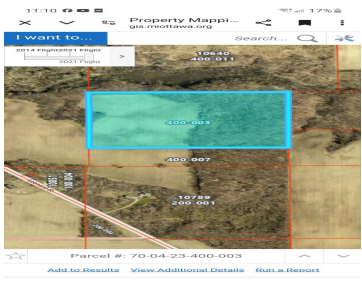 11:10
17%
Property Mappi...
gis.miottawa.org
I want to...
Search...
2014 Flight 2021 Flight
2021 Flight
10640
400-011
400-003
400-007
10789
200-001
Parcel #: 70-04-23-400-003
Add to Results View Additional Details Run a Report